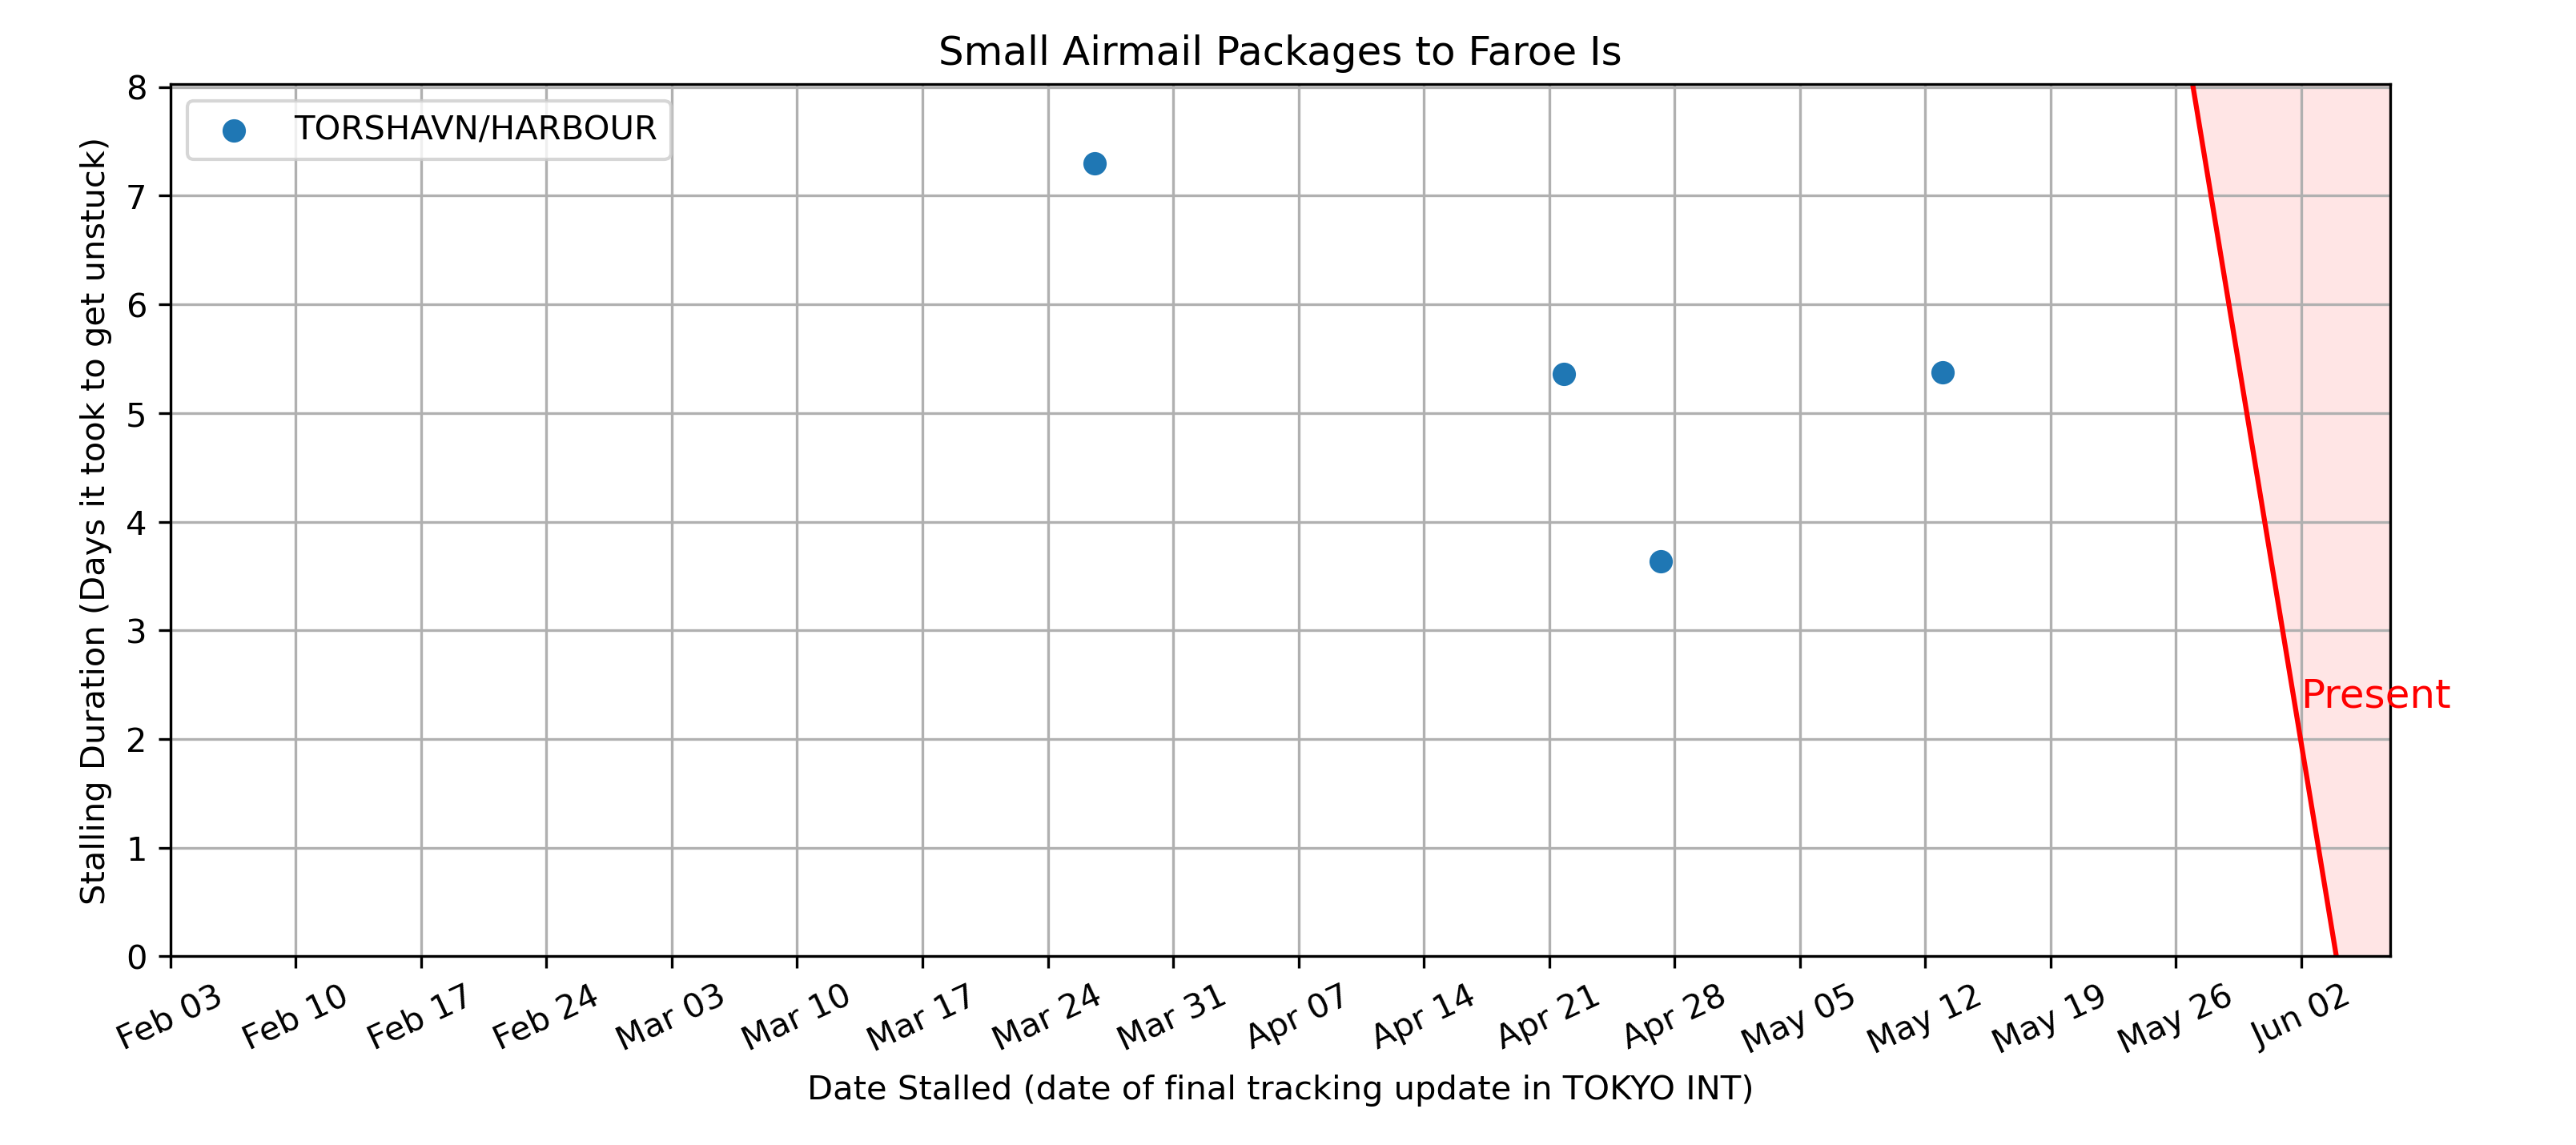 Small Airmail Packages to Faroe Is
TORSHAVN/HARBOUR
Stalling Duration (Days it took to get unstuck)
8
7
6
5
4
3
2
1
0
Present
Feb 03
Feb 10
Feb 17
Feb 24
Mar 03
Mar 10
Mar 17
Mar 24
Mar 31
Apr 07
Apr 14
Apr 21
Apr 28
May 05
May 12
May 19
May 26
Jun 02
Date Stalled (date of final tracking update in TOKYO INT)